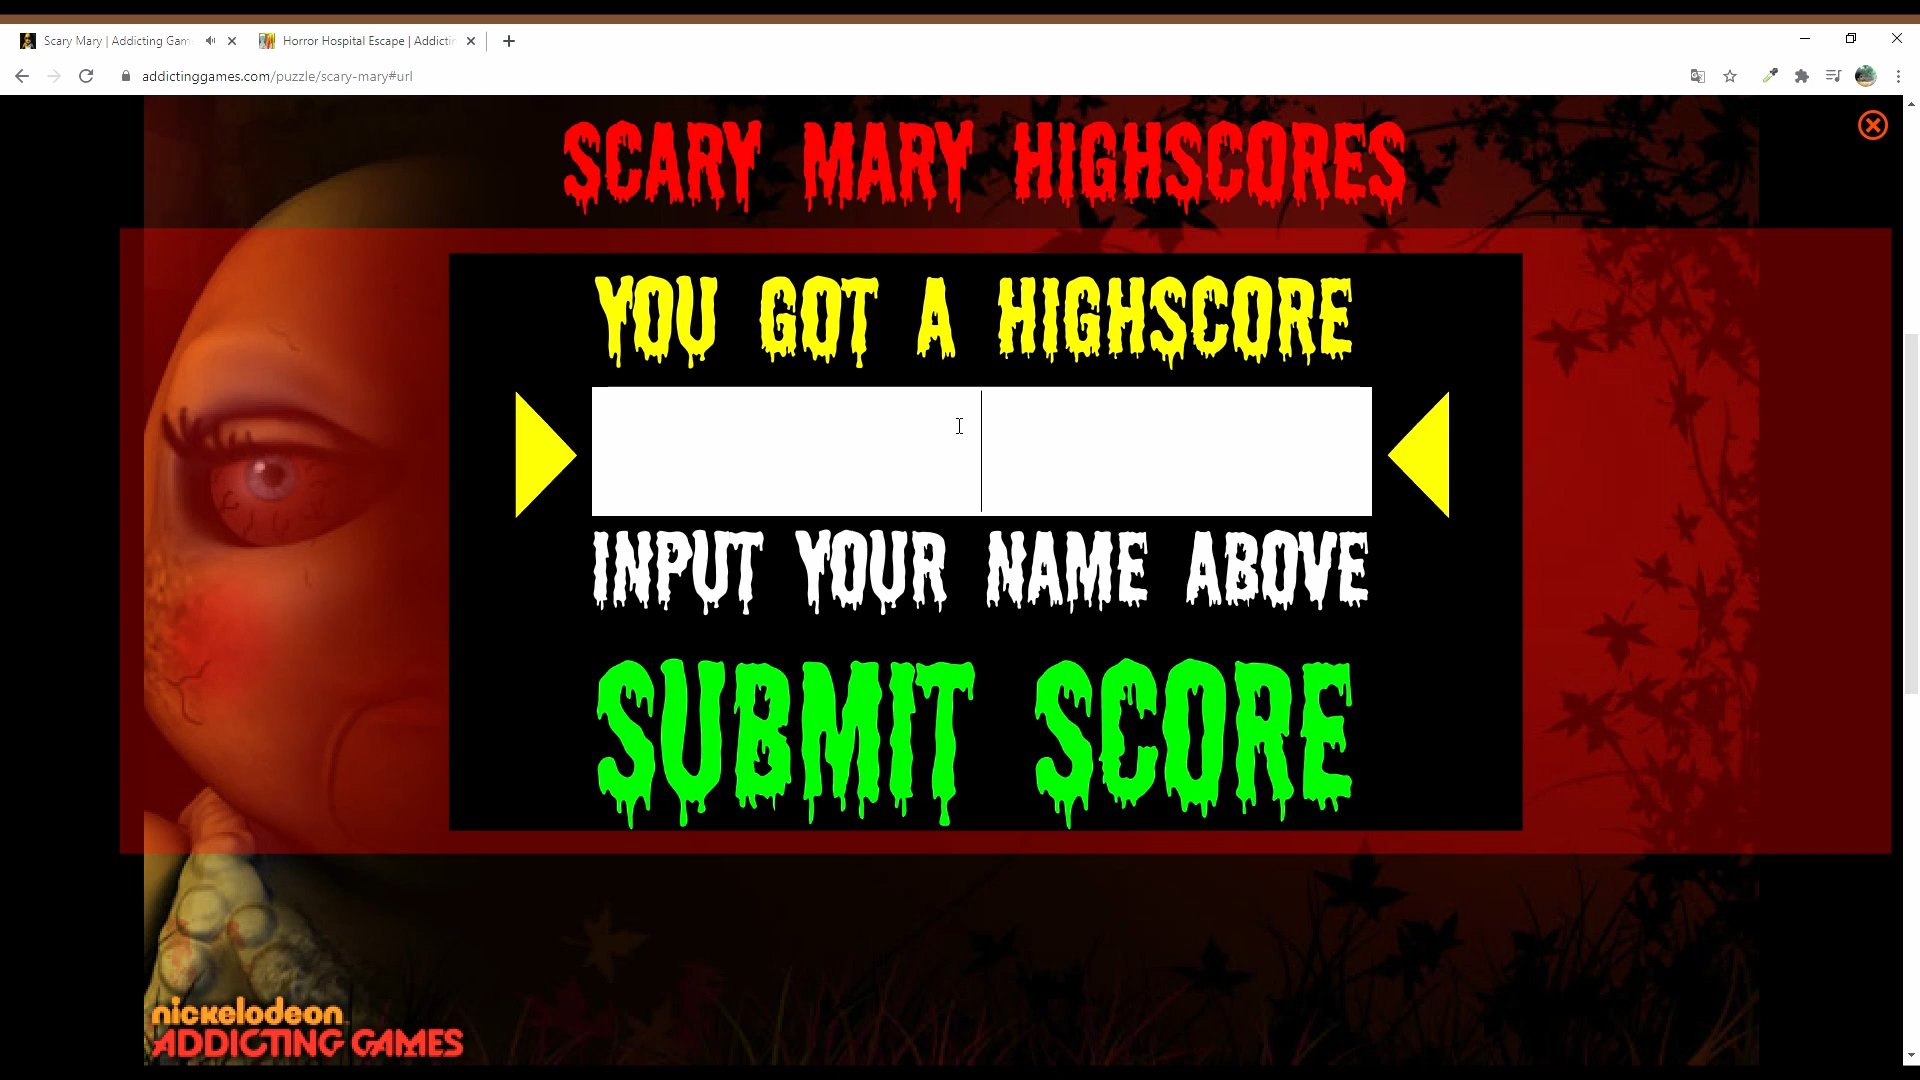 Scary Mary | Addicting Gam
Horror Hospital Escape | Addictin
addictinggames.com/puzzle/scary-mary#url
SCARY MARY HIGHSCORES
YOU GOT A HIGHSCORE
INPUT YOUR NAME ABOVE
SUBMIT SCORE
nickelodeon
ADDICTING GAMES